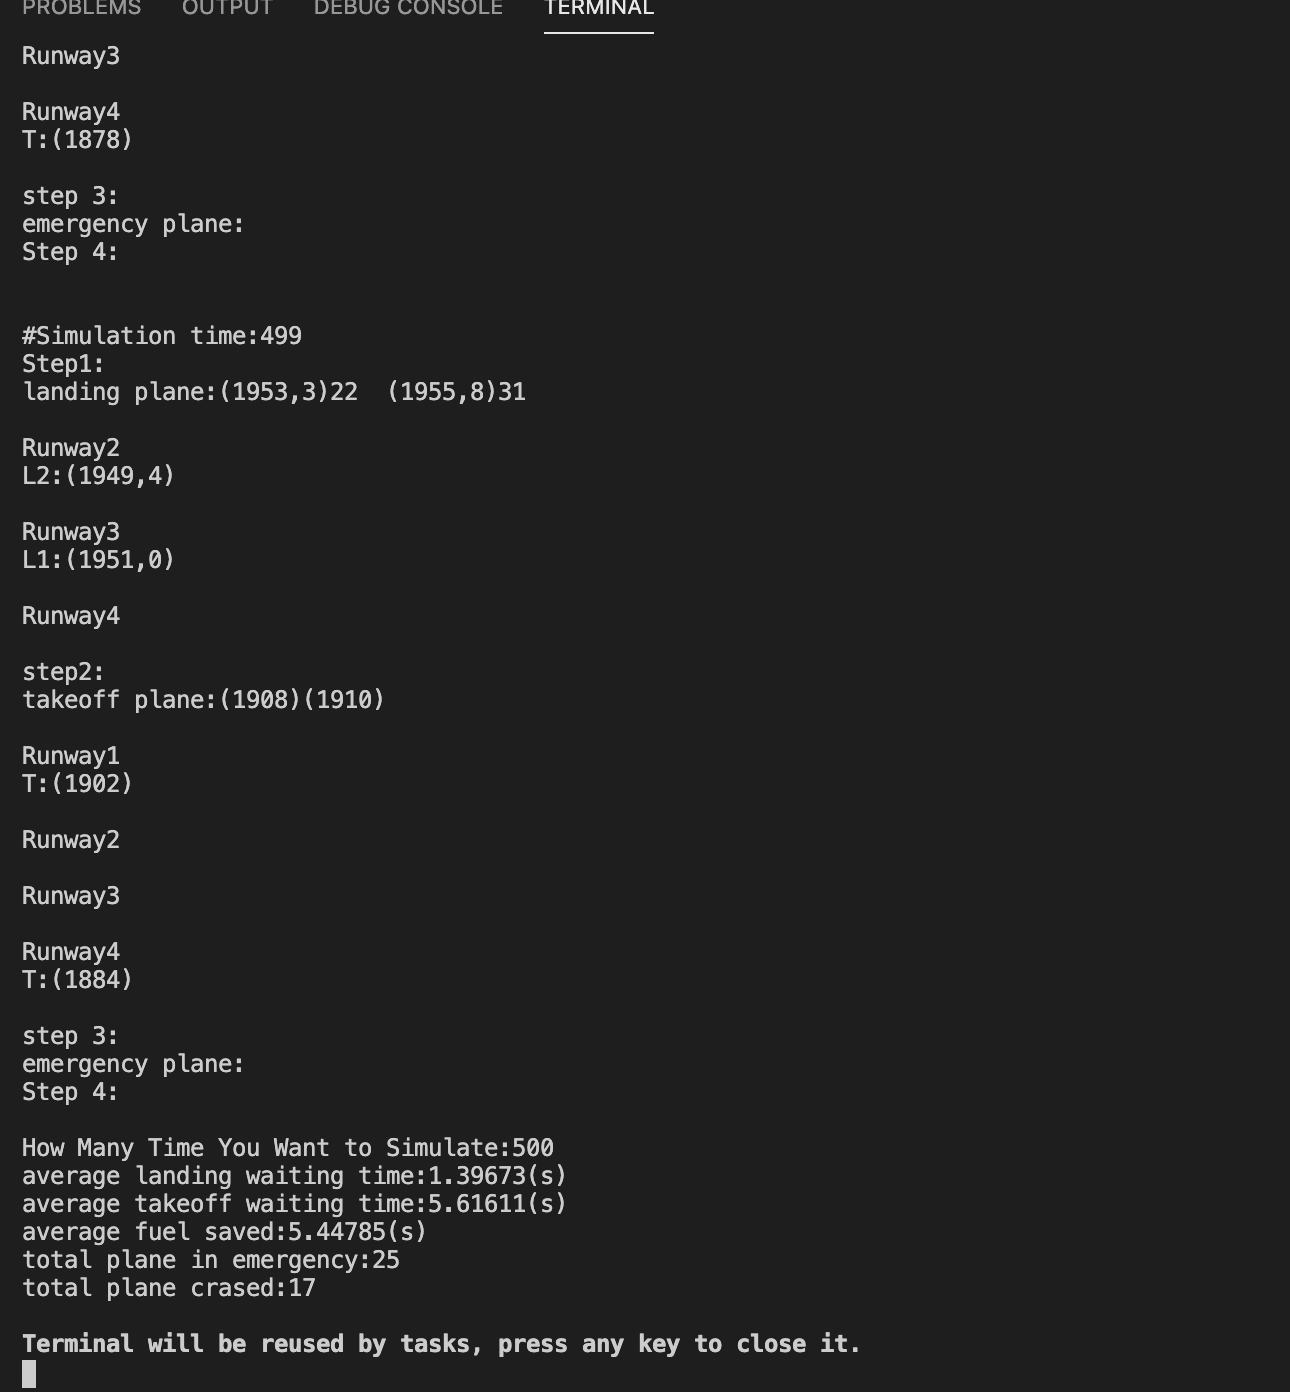 PROBLEMS OUTPUT DEBUG CONSOLE TERMINAL
Runway3
Runway4
T:(1878)
step 3:
emergency plane:
Step 4:
#Simulation time:499
Step1:
landing plane:(1953,3)22  (1955,8)31
Runway2
L2:(1949,4)
Runway3
L1:(1951,0)
Runway4
step2:
takeoff plane:(1908)(1910)
Runway1
T:(1902)
Runway2
Runway3
Runway4
T:(1884)
step 3:
emergency plane:
Step 4:
How Many Time You Want to Simulate:500
average landing waiting time:1.39673(s)
average takeoff waiting time:5.61611(s)
average fuel saved:5.44785(s)
total plane in emergency:25
total plane crased:17
Terminal will be reused by tasks, press any key to close it.